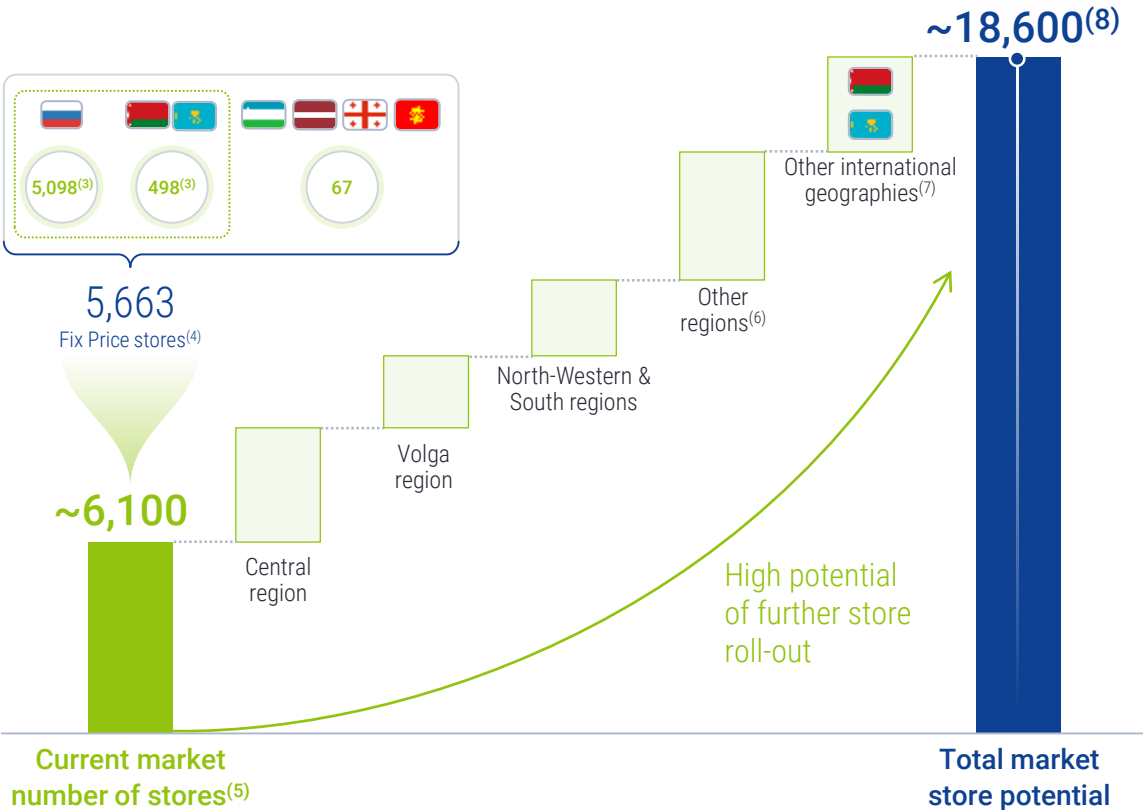 ~18,600(8)
5,098(3)
498(3)
67
5,663
Fix Price stores(4)
~6,100
Central
region
Volga
region
North-Western &
South regions
Other
regions(6)
Other international
geographies(7)
High potential
of further store
roll-out
Current market
number of stores(5)
Total market
store potential